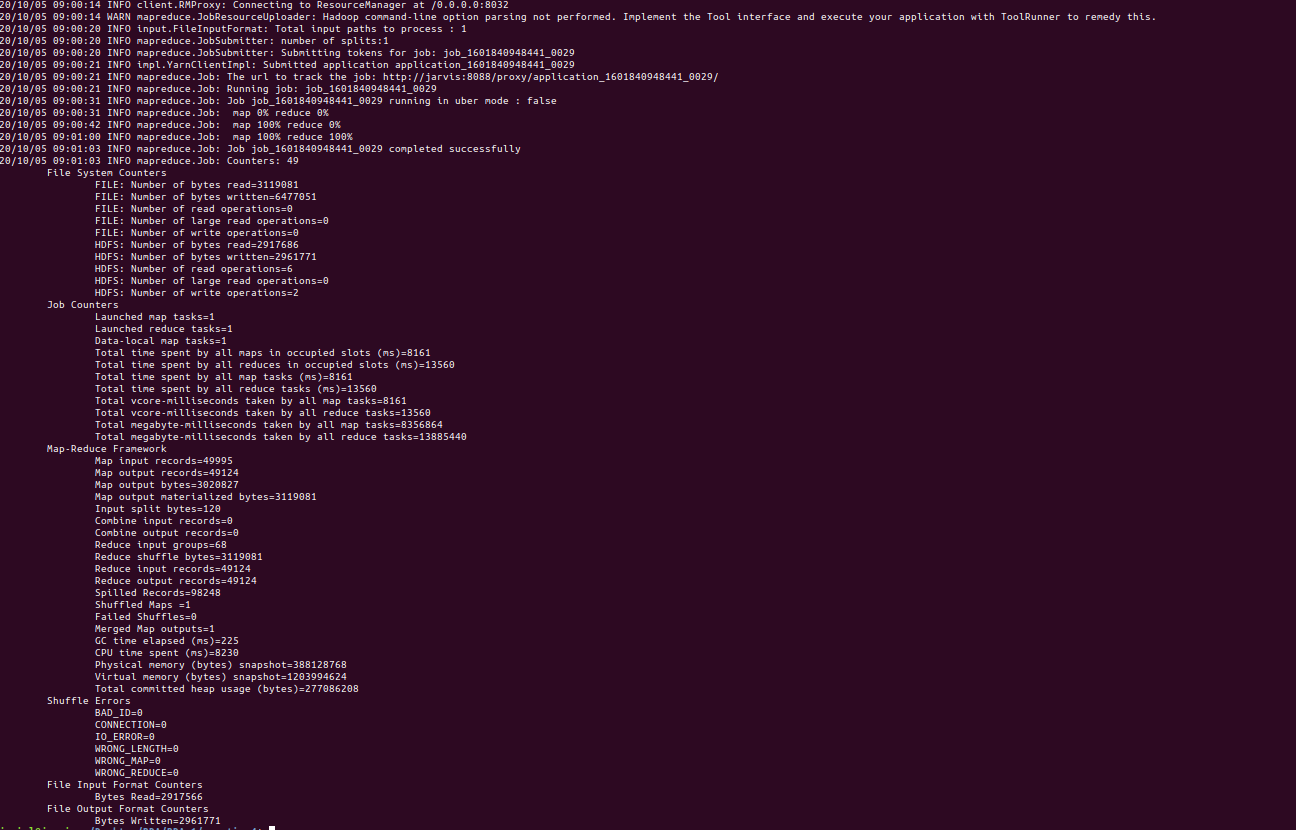 20/10/05 09:00:14 INFO client.RMProxy: Connecting to ResourceManager at /0.0.0.0:8032
20/10/05 09:00:14 WARN mapreduce.JobResourceUploader: Hadoop command-line option parsing not performed. Implement the Tool interface and execute your application with ToolRunner to remedy this.
20/10/05 09:00:20 INFO input.FileInputFormat: Total input paths to process : 1
20/10/05 09:00:20 INFO mapreduce.JobSubmitter: number of splits:1
20/10/05 09:00:20 INFO mapreduce.JobSubmitter: Submitting tokens for job: job_1601840948441_0029
20/10/05 09:00:21 INFO impl.YarnClientImpl: Submitted application application_1601840948441_0029
20/10/05 09:00:21 INFO mapreduce.Job: The url to track the job: http://jarvis:8088/proxy/application_1601840948441_0029/
20/10/05 09:00:21 INFO mapreduce.Job: Running job: job_1601840948441_0029
20/10/05 09:00:31 INFO mapreduce.Job: Job job_1601840948441_0029 running in uber mode : false
20/10/05 09:00:31 INFO mapreduce.Job:  map 0% reduce 0%
20/10/05 09:00:42 INFO mapreduce.Job:  map 100% reduce 0%
20/10/05 09:01:00 INFO mapreduce.Job:  map 100% reduce 100%
20/10/05 09:01:03 INFO mapreduce.Job: Job job_1601840948441_0029 completed successfully
20/10/05 09:01:03 INFO mapreduce.Job: Counters: 49
File System Counters
FILE: Number of bytes read=3119081
FILE: Number of bytes written=6477051
FILE: Number of read operations=0
FILE: Number of large read operations=0
FILE: Number of write operations=0
HDFS: Number of bytes read=2917686
HDFS: Number of bytes written=2961771
HDFS: Number of read operations=6
HDFS: Number of large read operations=0
HDFS: Number of write operations=2
Job Counters
Launched map tasks=1
Launched reduce tasks=1
Data-local map tasks=1
Total time spent by all maps in occupied slots (ms)=8161
Total time spent by all reduces in occupied slots (ms)=13560
Total time spent by all map tasks (ms)=8161
Total time spent by all reduce tasks (ms)=13560
Total vcore-milliseconds taken by all map tasks=8161
Total vcore-milliseconds taken by all reduce tasks=13560
Total megabyte-milliseconds taken by all map tasks=8356864
Total megabyte-milliseconds taken by all reduce tasks=13885440
Map-Reduce Framework
Map input records=49995
Map output records=49124
Map output bytes=3020827
Map output materialized bytes=3119081
Input split bytes=120
Combine input records=0
Combine output records=0
Reduce input groups=68
Reduce shuffle bytes=3119081
Reduce input records=49124
Reduce output records=49124
Spilled Records=98248
Shuffled Maps =1
Failed Shuffles=0
Merged Map outputs=1
GC time elapsed (ms)=225
CPU time spent (ms)=8230
Physical memory (bytes) snapshot=388128768
Virtual memory (bytes) snapshot=1203994624
Total committed heap usage (bytes)=277086208
Shuffle Errors
BAD_ID=0
CONNECTION=0
IO_ERROR=0
WRONG_LENGTH=0
WRONG_MAP=0
WRONG_REDUCE=0
File Input Format Counters
Bytes Read=2917566
File Output Format Counters
Bytes Written=2961771